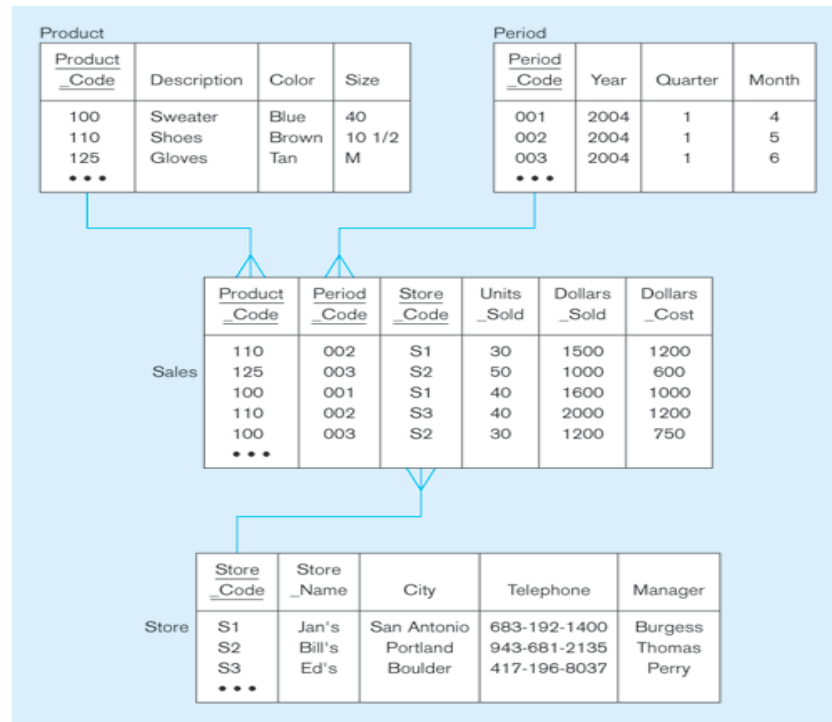 Product
Product
_Code Description Color Size
100 Sweater Blue 40
110 Shoes Brown 10 1/2
125 Gloves Tan M
•••
Period
Period
_Code Year Quarter Month
001 2004 1 4
002 2004 1 5
003 2004 1 6
•••
Sales
Product Period Store Units Dollars Dollars
_Code _Code _Code _Sold _Sold _Cost
110 002 S1 30 1500 1200
125 003 S2 50 1000 600
100 001 S1 40 1600 1000
110 002 S3 40 2000 1200
100 003 S2 30 1200 750
•••
Store
Store Store
_Code _Name City Telephone Manager
S1 Jan's San Antonio 683-192-1400 Burgess
S2 Bill's Portland 943-681-2135 Thomas
S3 Ed's Boulder 417-196-8037 Perry
•••